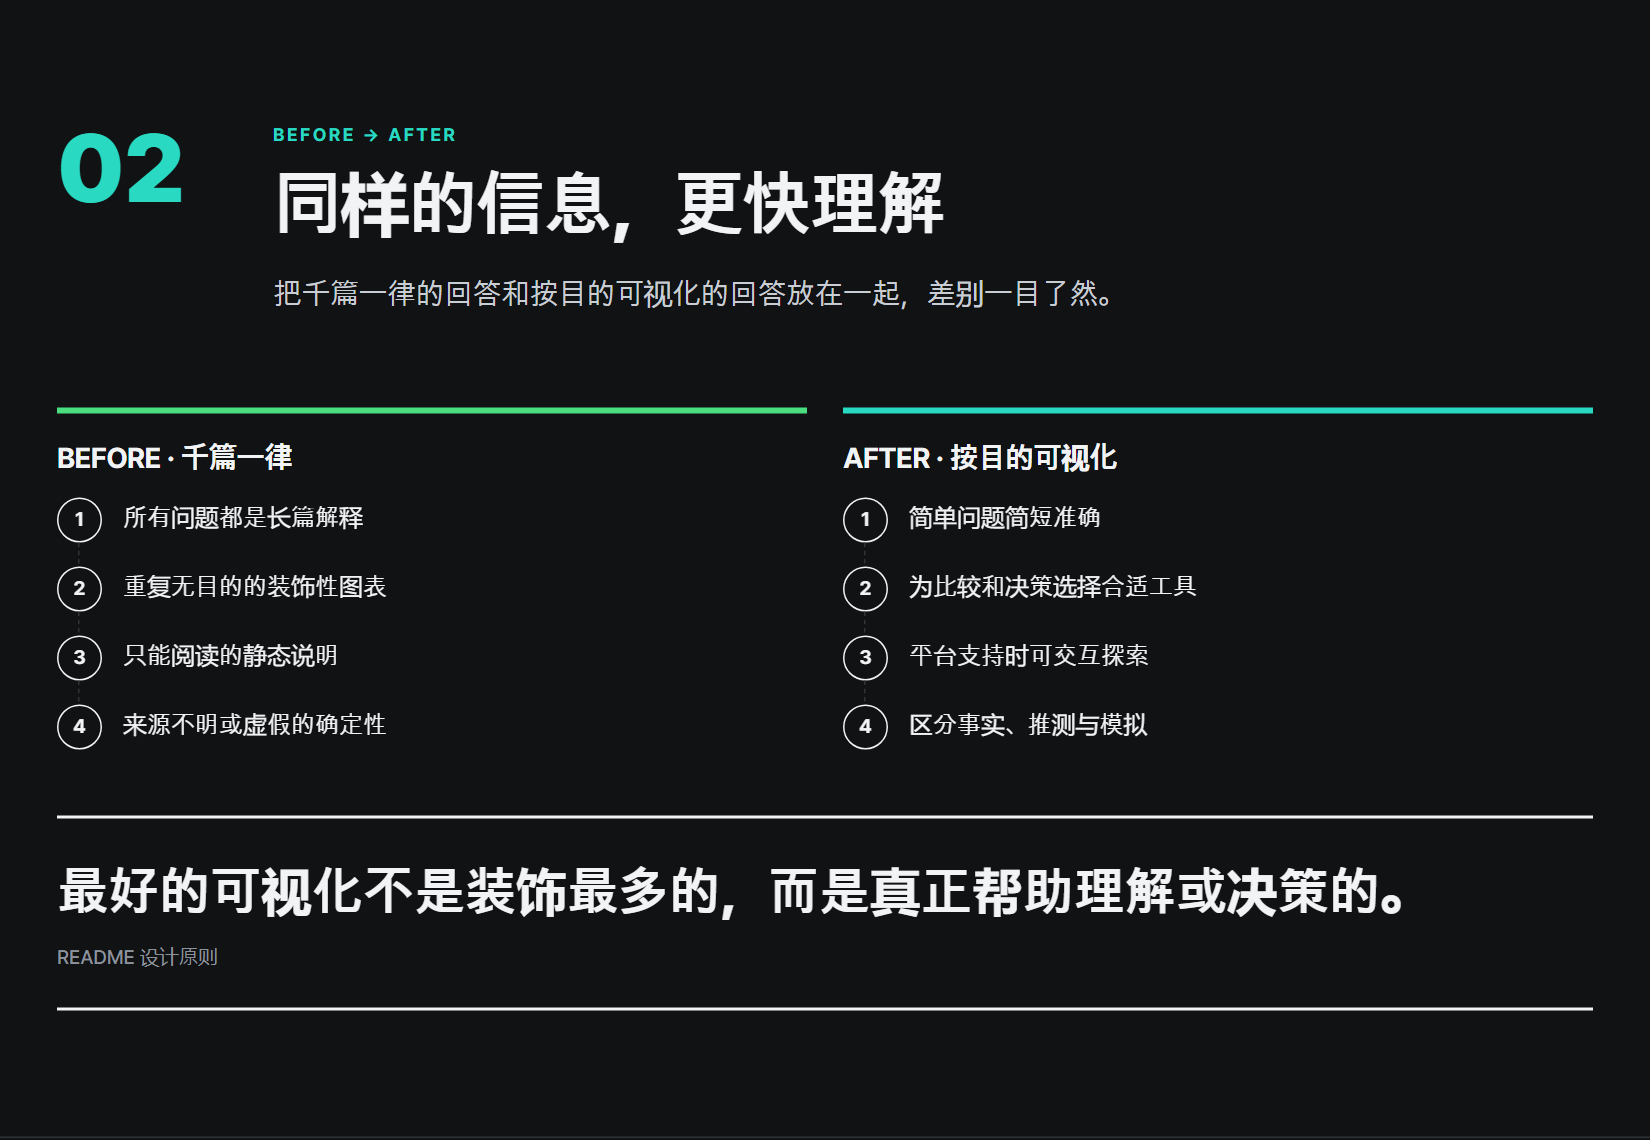 02
BEFORE → AFTER
同样的信息，更快理解
把千篇一律的回答和按目的可视化的回答放在一起，差别一目了然。
BEFORE · 千篇一律
1 所有问题都是长篇解释
2 重复无目的的装饰性图表
3 只能阅读的静态说明
4 来源不明或虚假的确定性
AFTER · 按目的可视化
1 简单问题简短准确
2 为比较和决策选择合适工具
3 平台支持时可交互探索
4 区分事实、推测与模拟
最好的可视化不是装饰最多的，而是真正帮助理解或决策的。
README 设计原则